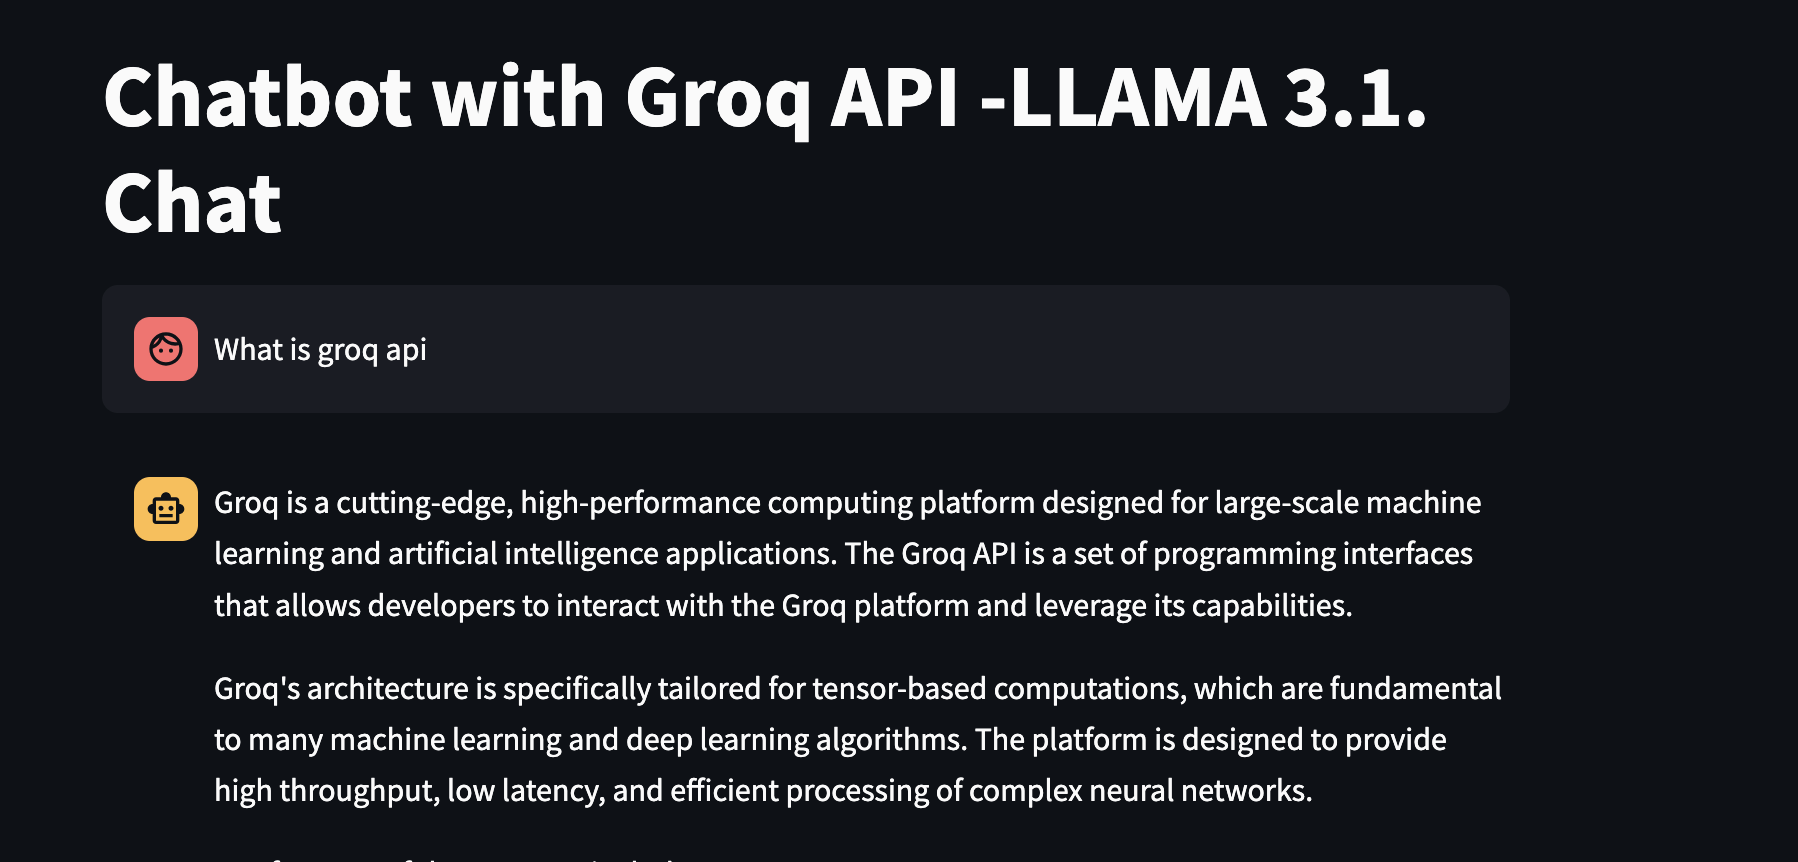 Chatbot with Groq API -LLAMA 3.1.
Chat
What is groq api
Groq is a cutting-edge, high-performance computing platform designed for large-scale machine
learning and artificial intelligence applications. The Groq API is a set of programming interfaces
that allows developers to interact with the Groq platform and leverage its capabilities.
Groq's architecture is specifically tailored for tensor-based computations, which are fundamental
to many machine learning and deep learning algorithms. The platform is designed to provide
high throughput, low latency, and efficient processing of complex neural networks.